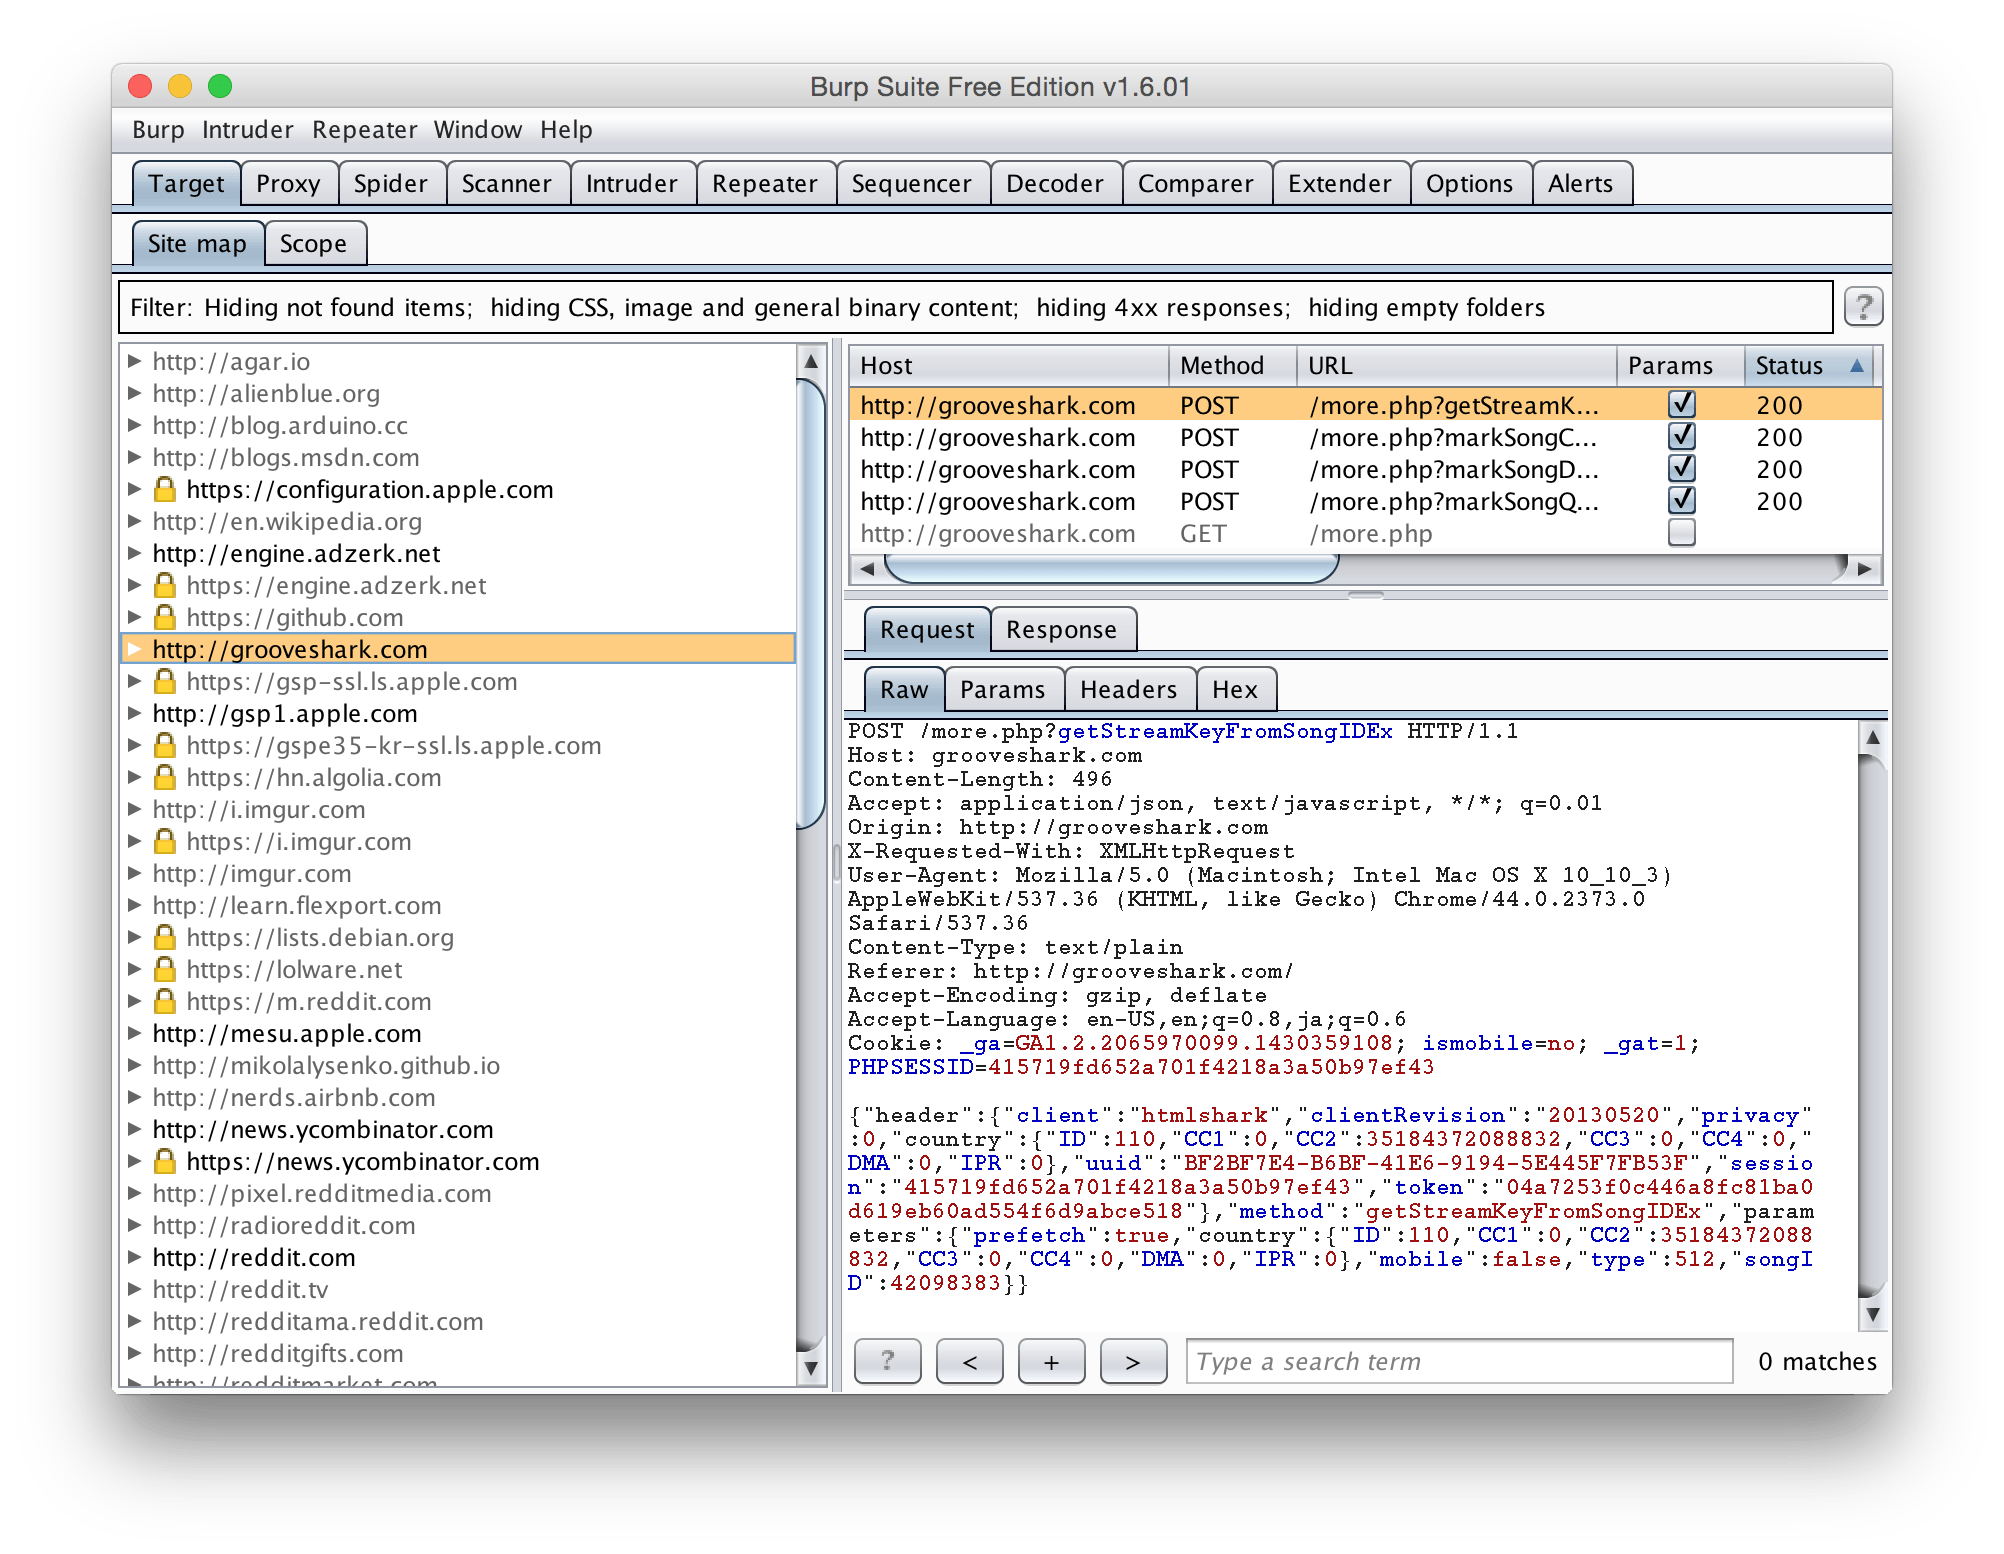 Burp Suite Free Edition v1.6.01
Burp Intruder Repeater Window Help
Target Proxy Spider Scanner Intruder Repeater Sequencer Decoder Comparer Extender Options Alerts
Site map Scope
Filter: Hiding not found items; hiding CSS, image and general binary content; hiding 4xx responses; hiding empty folders
?
http://agar.io
http://alienblue.org
http://blog.arduino.cc
http://blogs.msdn.com
https://configuration.apple.com
http://en.wikipedia.org
http://engine.adzerk.net
https://engine.adzerk.net
https://github.com
http://grooveshark.com
https://gsp-ssl.ls.apple.com
http://gsp1.apple.com
https://gspe35-kr-ssl.ls.apple.com
https://hn.algolia.com
http://i.imgur.com
https://i.imgur.com
http://imgur.com
http://learn.flexport.com
https://lists.debian.org
https://lolware.net
https://m.reddit.com
http://mesu.apple.com
http://mikolalysenko.github.io
http://nerds.airbnb.com
http://news.ycombinator.com
https://news.ycombinator.com
http://pixel.redditmedia.com
http://radioreddit.com
http://reddit.com
http://reddit.tv
http://redditama.reddit.com
http://redditgifts.com
http://redditmarket.com
Host Method URL Params Status
http://grooveshark.com POST /more.php?getStreamK... 200
http://grooveshark.com POST /more.php?markSongC... 200
http://grooveshark.com POST /more.php?markSongD... 200
http://grooveshark.com POST /more.php?markSongQ... 200
http://grooveshark.com GET /more.php
Request Response
Raw Params Headers Hex
POST /more.php?getStreamKeyFromSongIDEx HTTP/1.1
Host: grooveshark.com
Content-Length: 496
Accept: application/json, text/javascript, */*; q=0.01
Origin: http://grooveshark.com
X-Requested-With: XMLHttpRequest
User-Agent: Mozilla/5.0 (Macintosh; Intel Mac OS X 10_10_3)
AppleWebKit/537.36 (KHTML, like Gecko) Chrome/44.0.2373.0
Safari/537.36
Content-Type: text/plain
Referer: http://grooveshark.com/
Accept-Encoding: gzip, deflate
Accept-Language: en-US,en;q=0.8,ja;q=0.6
Cookie: _ga=GA1.2.2065970099.1430359108; ismobile=no; _gat=1;
PHPSESSID=415719fd652a701f4218a3a50b97ef43
{"header":{"client":"htmlshark","clientRevision":"20130520","privacy"
:0,"country":{"ID":110,"CC1":0,"CC2":35184372088832,"CC3":0,"CC4":0,"
DMA":0,"IPR":0},"uuid":"BF2BF7E4-B6BF-41E6-9194-5E445F7FB53F","sessio
n":"415719fd652a701f4218a3a50b97ef43","token":"04a7253f0c446a8fc81ba0
d619eb60ad554f6d9abce518"},"method":"getStreamKeyFromSongIDEx","param
eters":{"prefetch":true,"country":{"ID":110,"CC1":0,"CC2":35184372088
832,"CC3":0,"CC4":0,"DMA":0,"IPR":0},"mobile":false,"type":512,"songI
D":42098383}}
? < + > Type a search term 0 matches